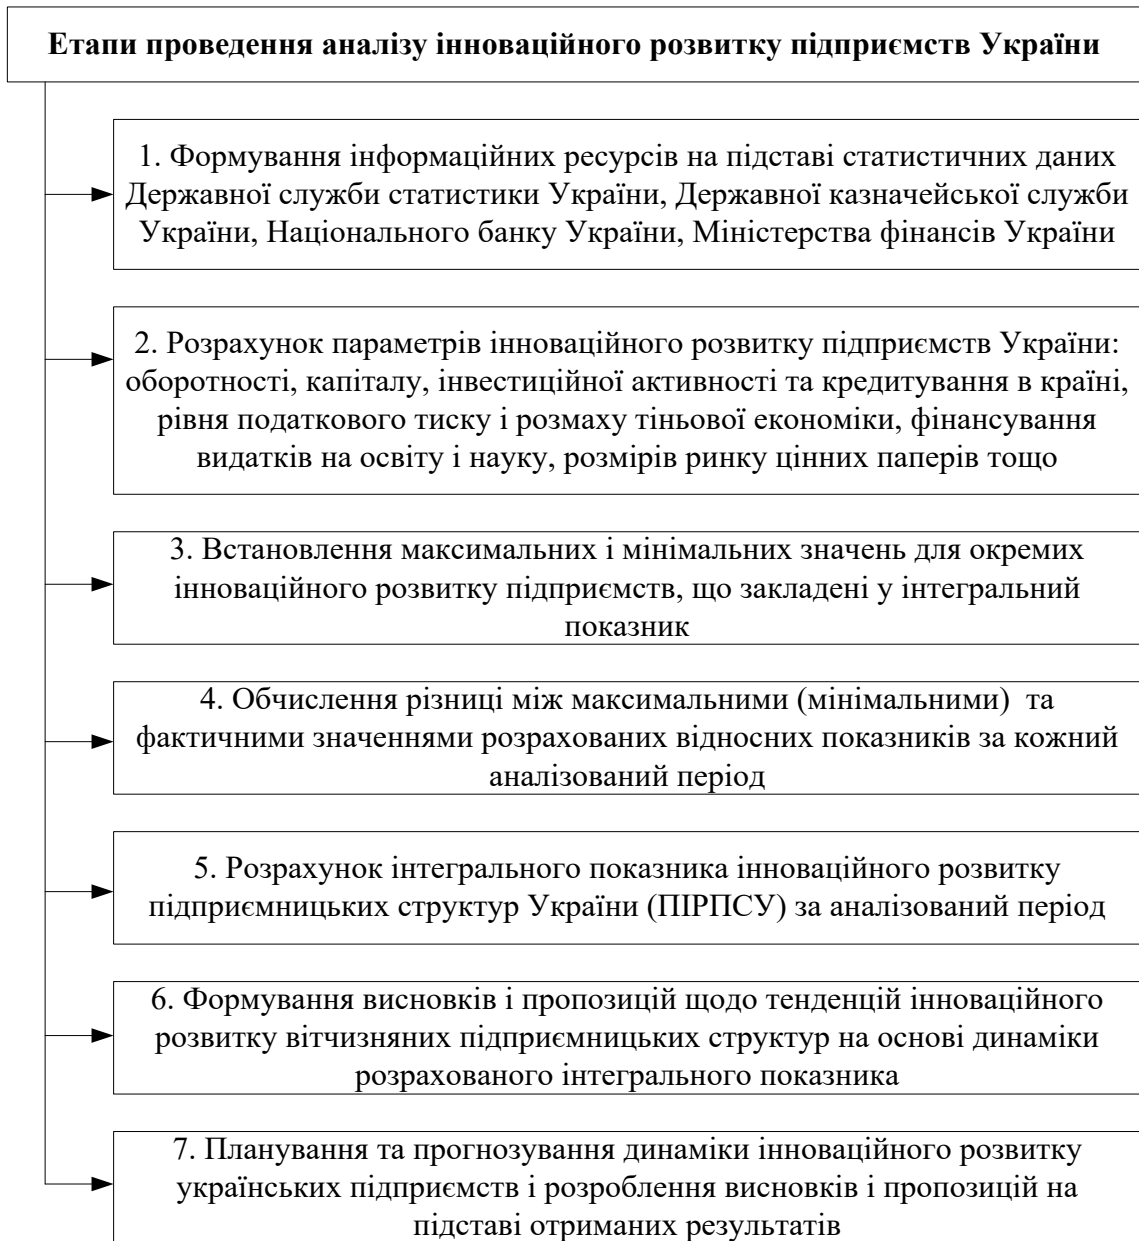 Етапи проведення аналізу інноваційного розвитку підприємств України
1. Формування інформаційних ресурсів на підставі статистичних даних
Державної служби статистики України, Державної казначейської служби
України, Національного банку України, Міністерства фінансів України
2. Розрахунок параметрів інноваційного розвитку підприємств України:
оборотності, капіталу, інвестиційної активності та кредитування в країні,
рівня податкового тиску і розмаху тіньової економіки, фінансування
видатків на освіту і науку, розмірів ринку цінних паперів тощо
3. Встановлення максимальних і мінімальних значень для окремих
інноваційного розвитку підприємств, що закладені у інтегральний
показник
4. Обчислення різниці між максимальними (мінімальними) та
фактичними значеннями розрахованих відносних показників за кожний
аналізований період
5. Розрахунок інтегрального показника інноваційного розвитку
підприємницьких структур України (ПІРПСУ) за аналізований період
6. Формування висновків і пропозицій щодо тенденцій інноваційного
розвитку вітчизняних підприємницьких структур на основі динаміки
розрахованого інтегрального показника
7. Планування та прогнозування динаміки інноваційного розвитку
українських підприємств і розроблення висновків і пропозицій на
підставі отриманих результатів